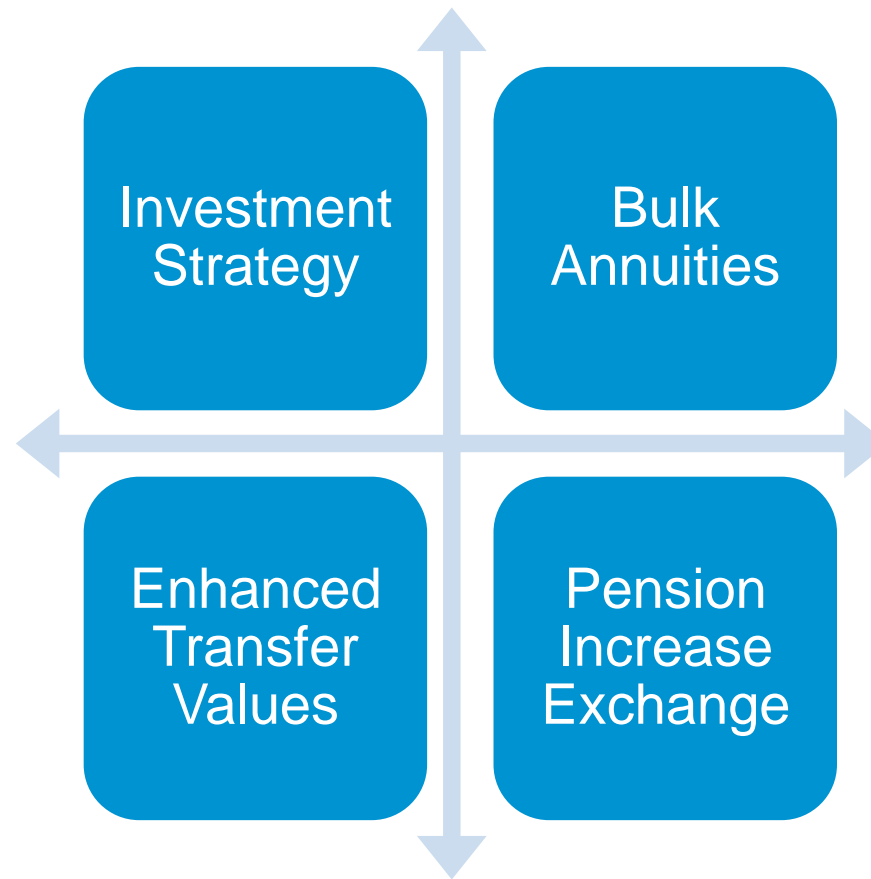 Investment
Strategy
Bulk
Annuities
Enhanced
Transfer
Values
Pension
Increase
Exchange